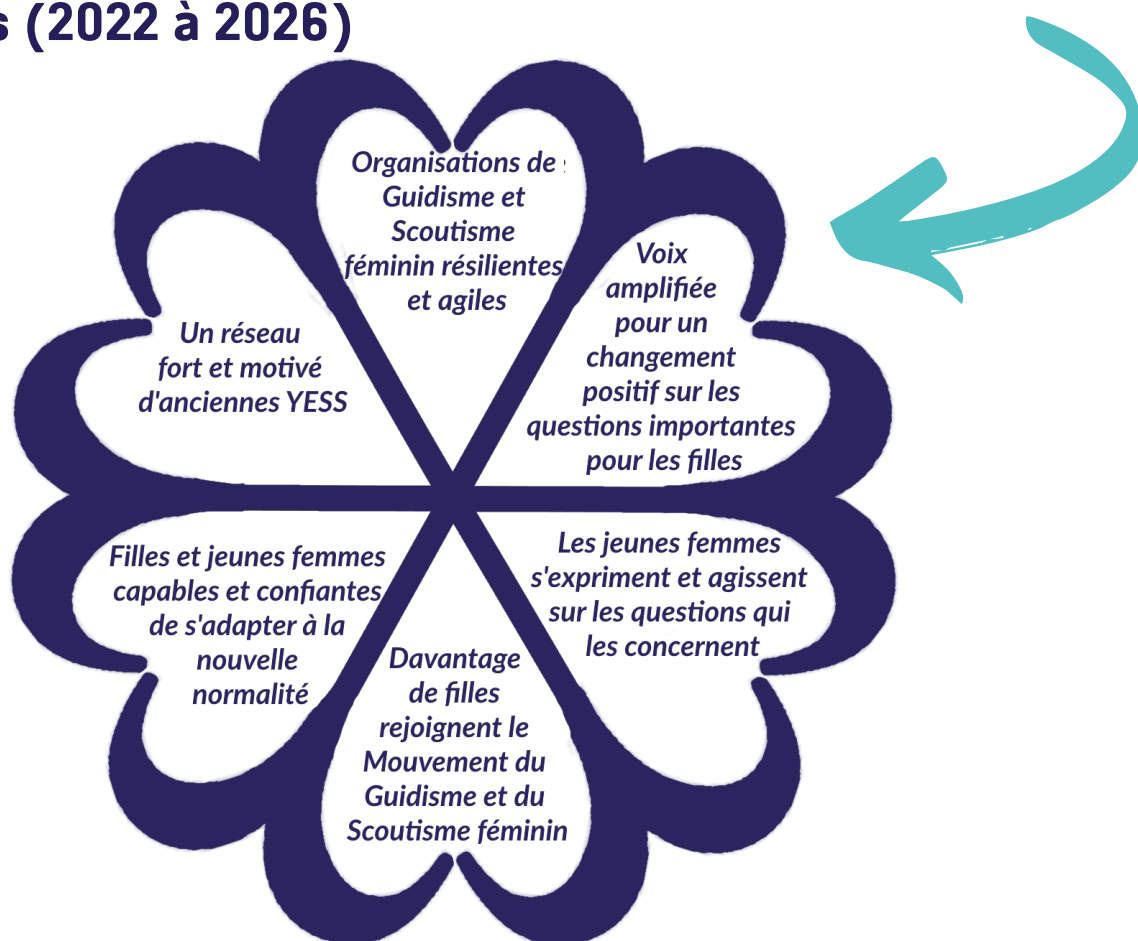 s (2022 à 2026)
Organisations de
Guidisme et
Scoutisme
féminin résilientes
et agiles
Voix
amplifiée
pour un
changement
positif sur les
questions importantes
pour les filles
Un réseau
fort et motivé
d'anciennes YESS
Les jeunes femmes
s'expriment et agissent
sur les questions qui
les concernent
Filles et jeunes femmes
capables et confiantes
de s'adapter à la
nouvelle
normalité
Davantage
de filles
rejoignent le
Mouvement du
Guidisme et du
Scoutisme féminin